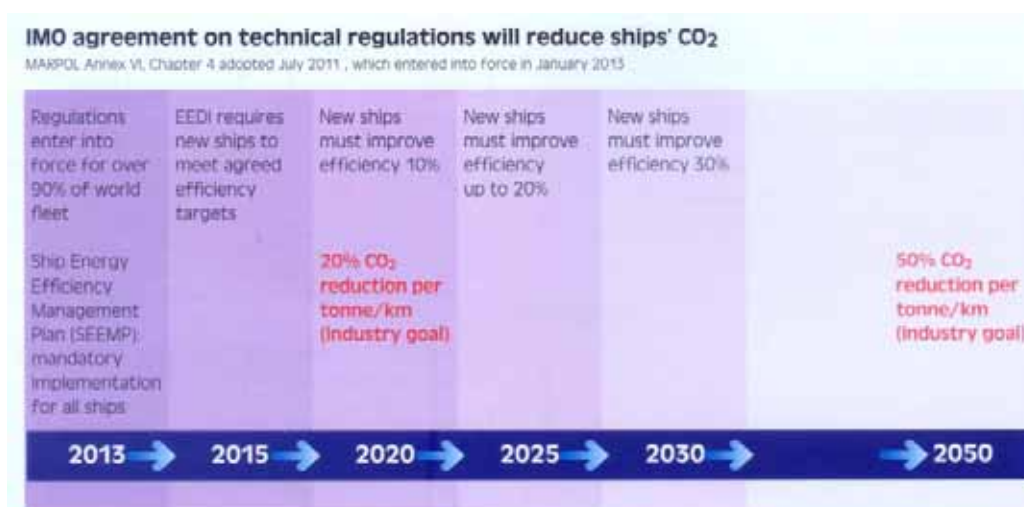 IMO agreement on technical regulations will reduce ships' CO2
MARPOL Annex VI, Chapter 4 adopted July 2011, which entered into force in January 2013
Regulations
enter into
force for over
90% of world
fleet
Ship Energy
Efficiency
Management
Plan (SEEMP):
mandatory
implementation
for all ships
EEDI requires
new ships to
meet agreed
efficiency
targets
New ships
must improve
efficiency 10%
20% CO2
reduction per
tonne/km
(industry goal)
New ships
must improve
efficiency
up to 20%
New ships
must improve
efficiency 30%
50% CO2
reduction per
tonne/km
(industry goal)
2013
2015
2020
2025
2030
2050